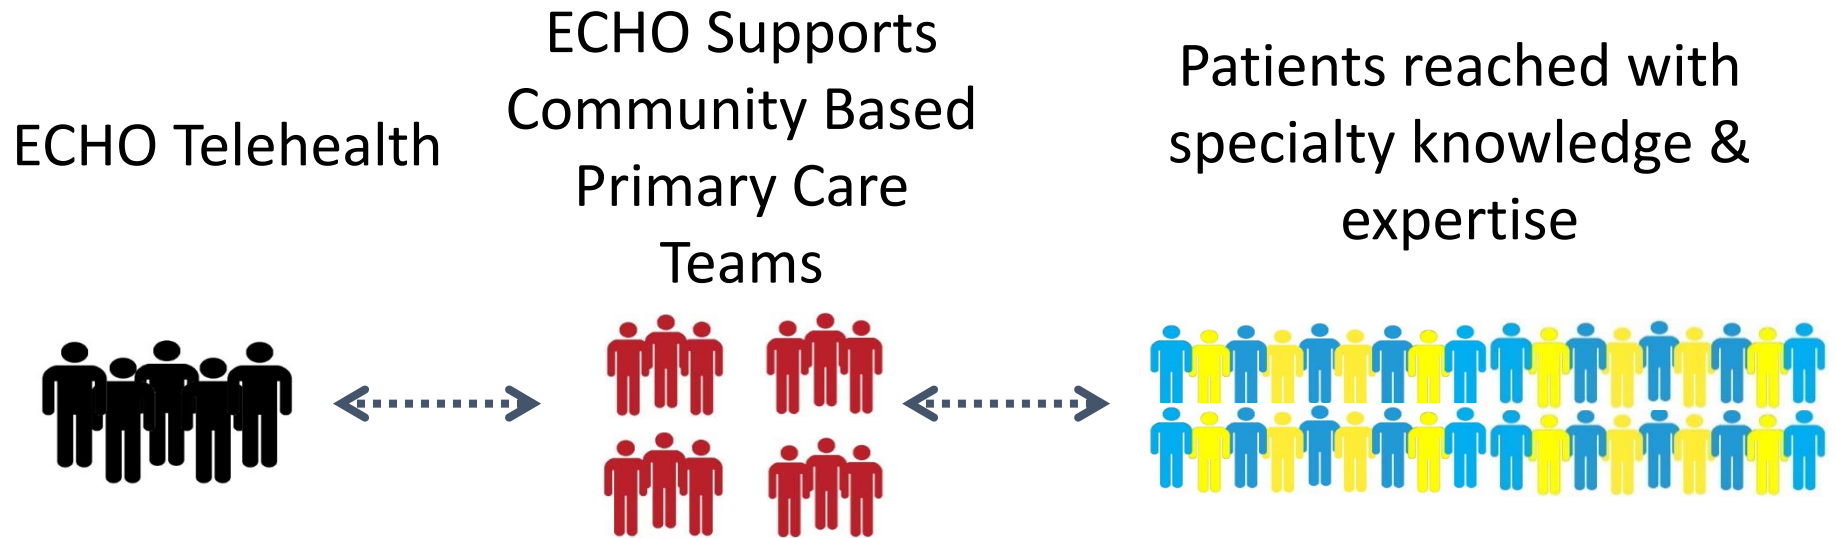 ECHO Telehealth
ECHO Supports
Community Based
Primary Care
Teams
Patients reached with
specialty knowledge &
expertise